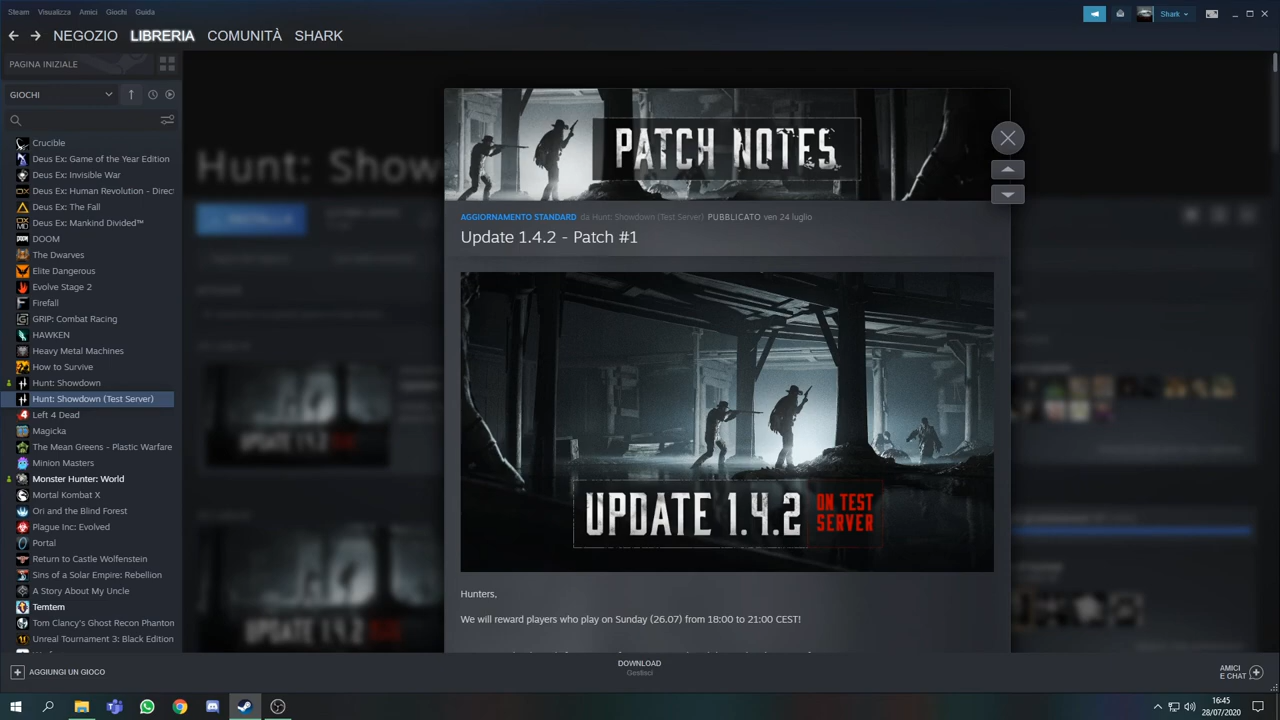 Steam Visualizza Amici Giochi Guida
Shark
NEGOZIO LIBRERIA COMUNITÀ SHARK
PAGINA INIZIALE
GIOCHI
Crucible
Deus Ex: Game of the Year Edition
Deus Ex: Invisible War
Deus Ex: Human Revolution - Direct
Deus Ex: The Fall
Deus Ex: Mankind Divided™
DOOM
The Dwarves
Elite Dangerous
Evolve Stage 2
Firefall
GRIP: Combat Racing
HAWKEN
Heavy Metal Machines
How to Survive
Hunt: Showdown
Hunt: Showdown (Test Server)
Left 4 Dead
Magicka
The Mean Greens - Plastic Warfare
Minion Masters
Monster Hunter: World
Mortal Kombat X
Ori and the Blind Forest
Plague Inc: Evolved
Portal
Return to Castle Wolfenstein
Sins of a Solar Empire: Rebellion
A Story About My Uncle
Temtem
Tom Clancy's Ghost Recon Phanton
Unreal Tournament 3: Black Edition
AGGIUNGI UN GIOCO
Hunt: Show
PATCH NOTES
AGGIORNAMENTO STANDARD da Hunt: Showdown (Test Server) PUBBLICATO ven 24 luglio
Update 1.4.2 - Patch #1
UPDATE 1.4.2 ON TEST SERVER
Hunters,
We will reward players who play on Sunday (26.07) from 18:00 to 21:00 CEST!
DOWNLOAD
Gestisci
AMICI
E CHAT
16:45
28/07/2020